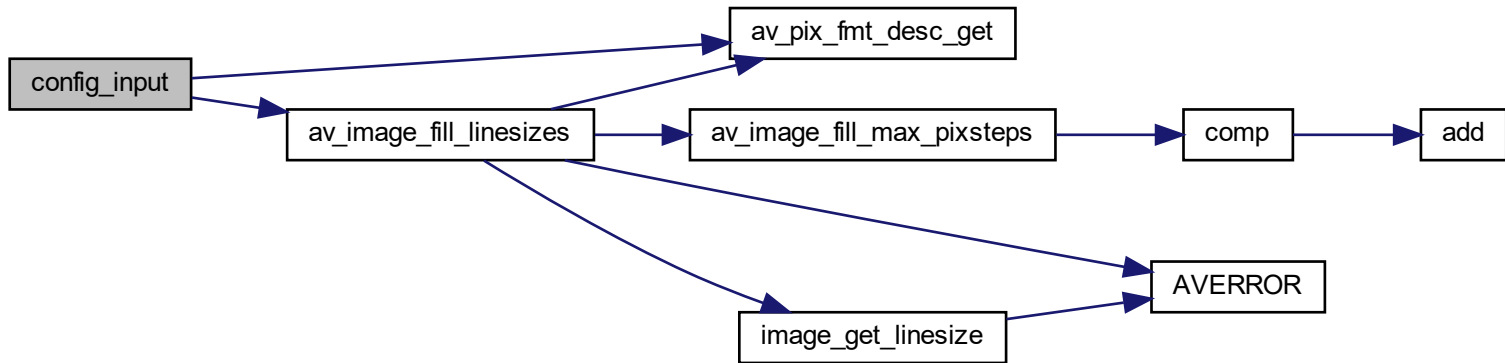 av_pix_fmt_desc_get
config_input
av_image_fill_linesizes
av_image_fill_max_pixsteps
comp
add
AVERROR
image_get_linesize